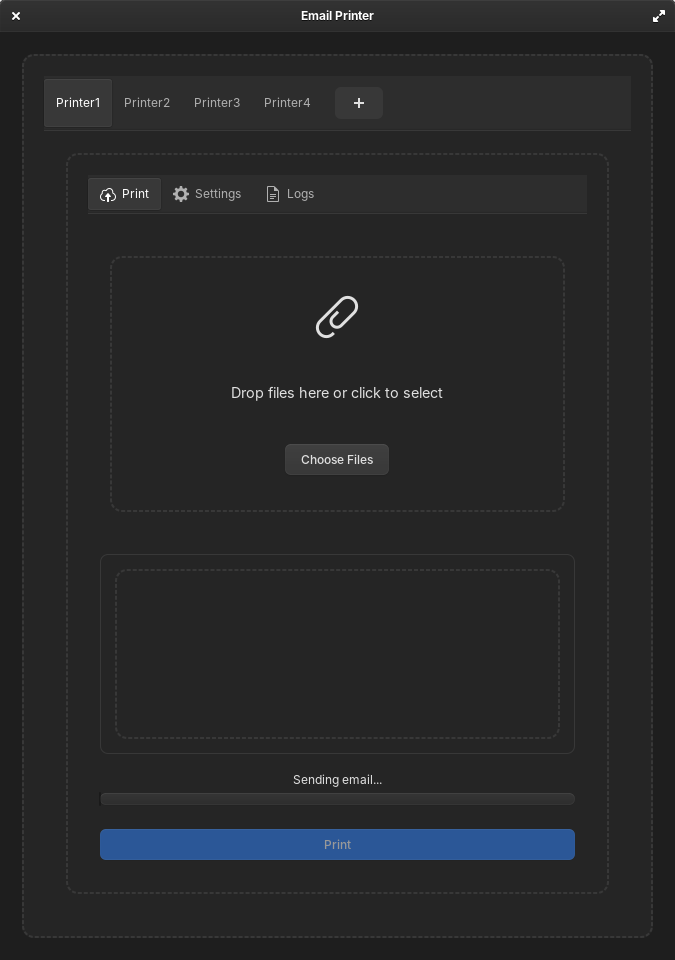 Email Printer
Printer1 Printer2 Printer3 Printer4 +
Print Settings Logs
Drop files here or click to select
Choose Files
Sending email...
Print